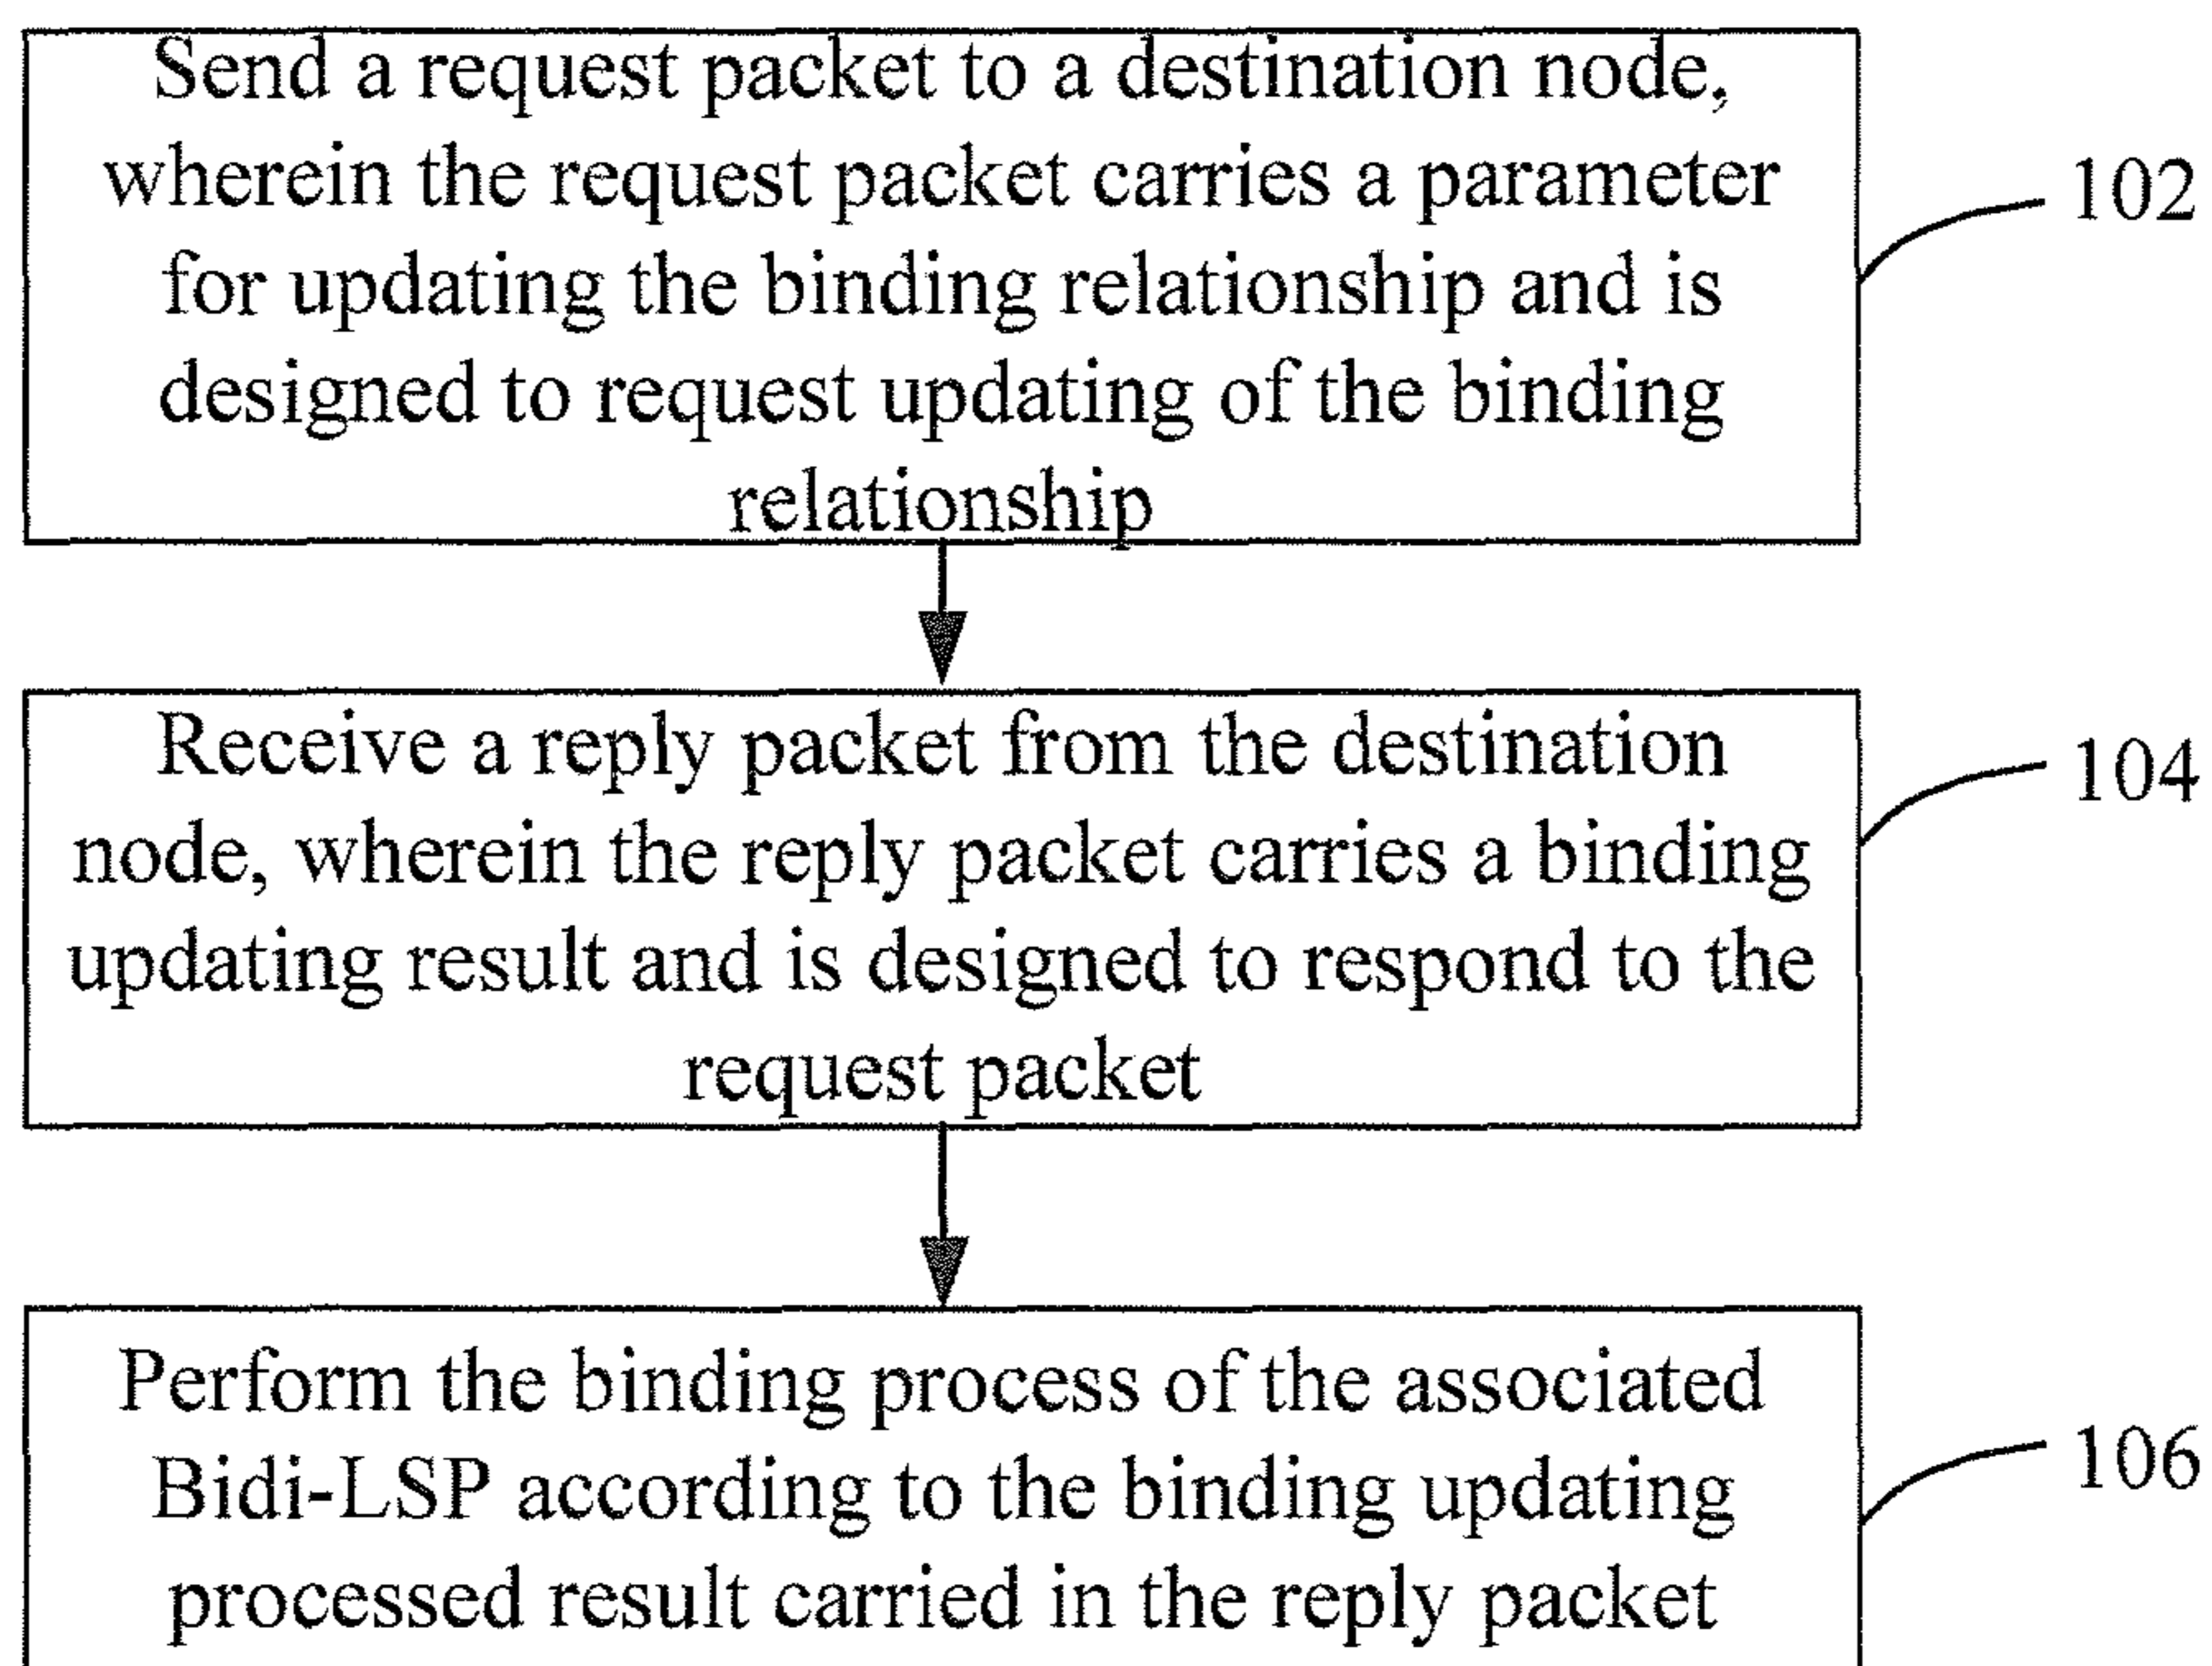 Send a request packet to a destination node,
wherein the request packet carries a parameter
for updating the binding relationship and is
designed to request updating of the binding
relationship
102
Receive a reply packet from the destination
node, wherein the reply packet carries a binding
updating result and is designed to respond to the
request packet
104
Perform the binding process of the associated
Bidi-LSP according to the binding updating
processed result carried in the reply packet
106